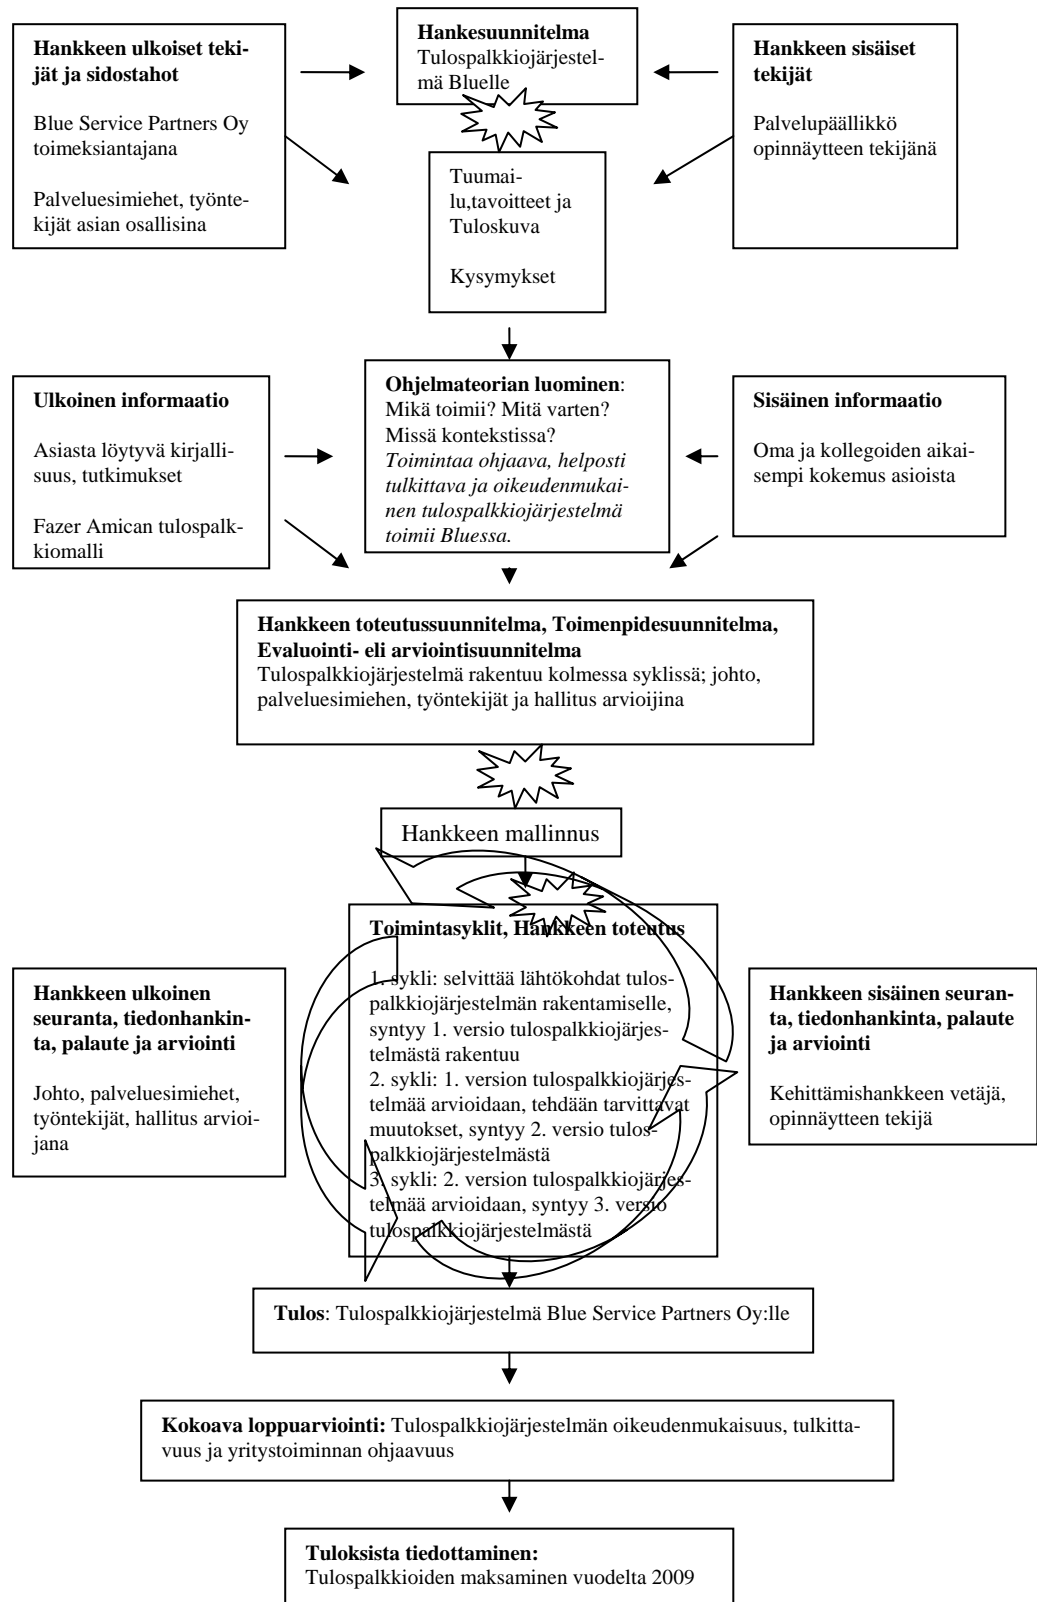 Hankkeen ulkoiset teki-
jät ja sidostahot
Blue Service Partners Oy
toimeksiantajana
Palveluesimiehet, työnte-
kijät asian osallisina
Hankesuunnitelma
Tulospalkkiojärjestel-
mä Bluelle
Hankkeen sisäiset
tekijät
Palvelupäällikkö
opinnäytteen tekijänä
Tuumai-
lu,tavoitteet ja
Tuloskuva
Kysymykset
Ulkoinen informaatio
Asiasta löytyvä kirjalli-
suus, tutkimukset
Fazer Amican tulospalk-
kiomalli
Ohjelmateorian luominen:
Mikä toimii? Mitä varten?
Missä kontekstissa?
Toimintaa ohjaava, helposti
tulkittava ja oikeudenmukai-
nen tulospalkkiojärjestelmä
toimii Bluessa.
Sisäinen informaatio
Oma ja kollegoiden aikai-
sempi kokemus asioista
Hankkeen toteutussuunnitelma, Toimenpidesuunnitelma,
Evaluointi- eli arviointisuunnitelma
Tulospalkkiojärjestelmä rakentuu kolmessa syklissä; johto,
palveluesimiehen, työntekijät ja hallitus arvioijina
Hankkeen mallinnus
Toimintasyklit, Hankkeen toteutus
1. sykli: selvittää lähtökohdat tulos-
palkkiojärjestelmän rakentamiselle,
syntyy 1. versio tulospalkkiojärjes-
telmästä rakentuu
2. sykli: 1. version tulospalkkiojärjes-
telmää arvioidaan, tehdään tarvittavat
muutokset, syntyy 2. versio tulos-
palkkiojärjestelmästä
3. sykli: 2. version tulospalkkiojärjes-
telmää arvioidaan, syntyy 3. versio
tulospalkkiojärjestelmästä
Hankkeen ulkoinen
seuranta, tiedonhankin-
ta, palaute ja arviointi
Johto, palveluesimiehet,
työntekijät, hallitus arvioi-
jana
Hankkeen sisäinen seuran-
ta, tiedonhankinta, palaute
ja arviointi
Kehittämishankkeen vetäjä,
opinnäytteen tekijä
Tulos: Tulospalkkiojärjestelmä Blue Service Partners Oy:lle
Kokoava loppuarviointi: Tulospalkkiojärjestelmän oikeudenmukaisuus, tulkitta-
vuus ja yritystoiminnan ohjaavuus
Tuloksista tiedottaminen:
Tulospalkkioiden maksaminen vuodelta 2009